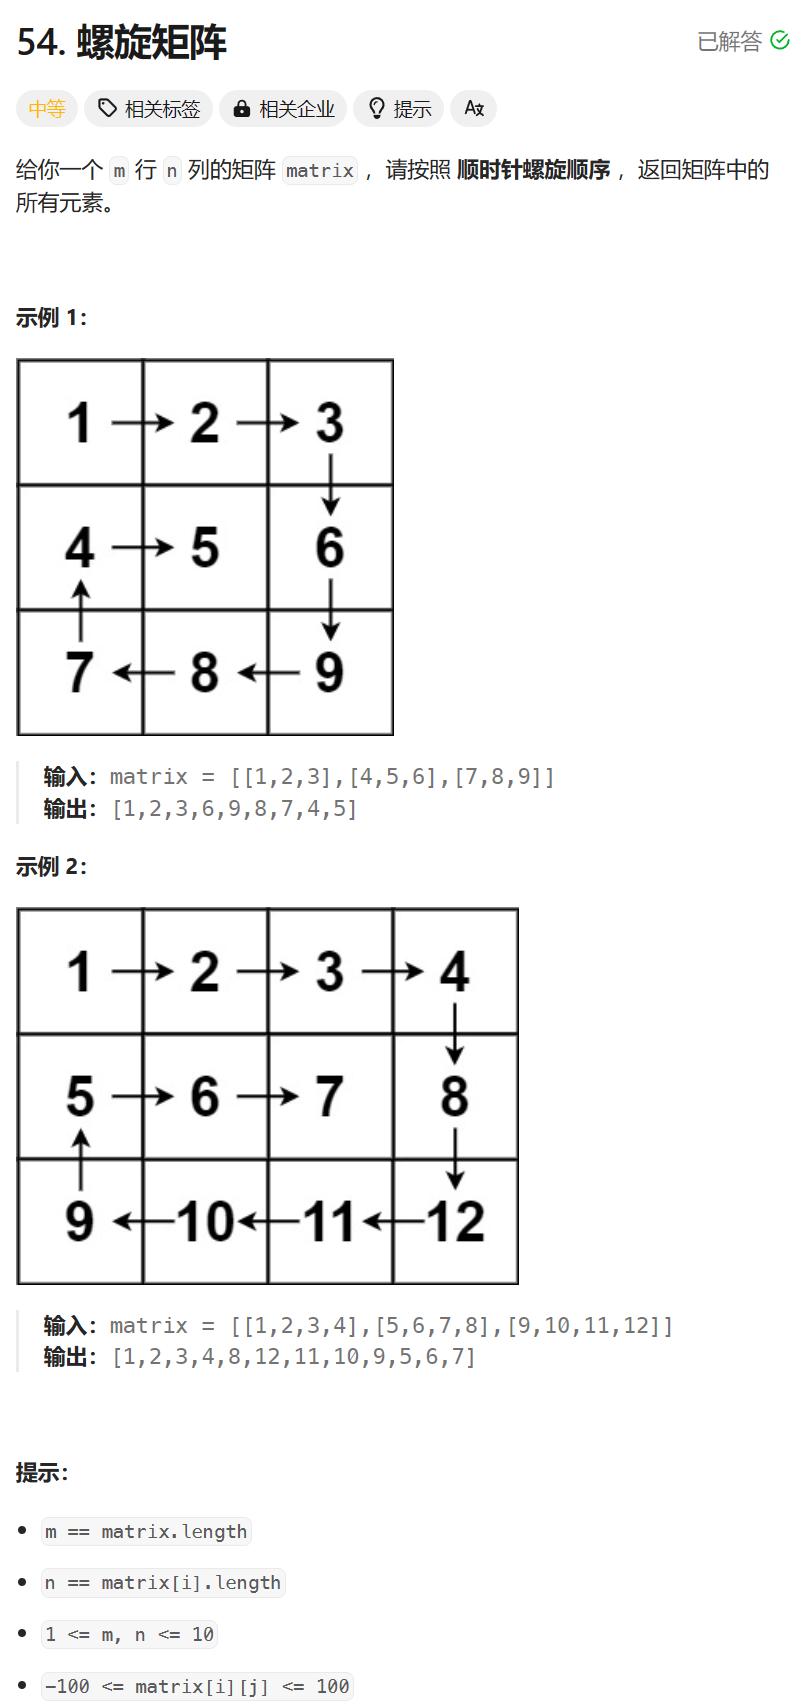 54. 螺旋矩阵
已解答
中等
相关标签
相关企业
提示
给你一个 m 行 n 列的矩阵 matrix ，请按照 顺时针螺旋顺序 ，返回矩阵中的
所有元素。
示例 1：
1 2 3
4 5 6
7 8 9
输入：matrix = [[1,2,3],[4,5,6],[7,8,9]]
输出：[1,2,3,6,9,8,7,4,5]
示例 2：
1 2 3 4
5 6 7 8
9 10 11 12
输入：matrix = [[1,2,3,4],[5,6,7,8],[9,10,11,12]]
输出：[1,2,3,4,8,12,11,10,9,5,6,7]
提示：
m == matrix.length
n == matrix[i].length
1 <= m, n <= 10
-100 <= matrix[i][j] <= 100